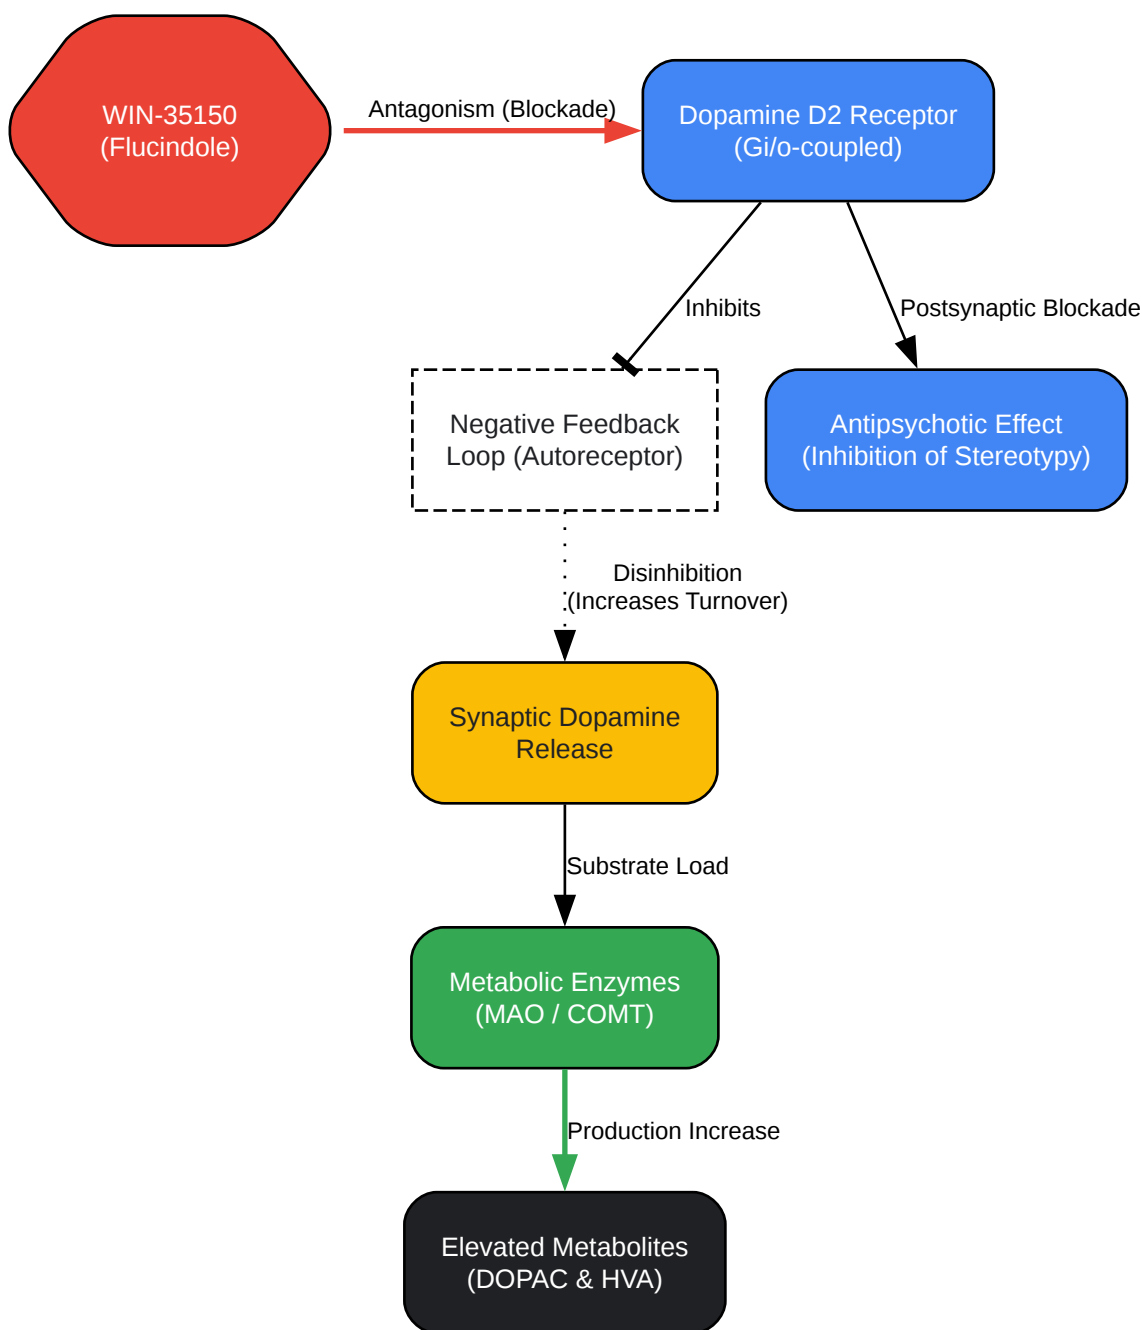 WIN-35150
(Flucindole)
Antagonism (Blockade)
Dopamine D2 Receptor
(Gi/o-coupled)
Inhibits
Postsynaptic Blockade
Negative Feedback
Loop (Autoreceptor)
Antipsychotic Effect
(Inhibition of Stereotypy)
Disinhibition
(Increases Turnover)
Synaptic Dopamine
Release
Substrate Load
Metabolic Enzymes
(MAO / COMT)
Production Increase
Elevated Metabolites
(DOPAC & HVA)